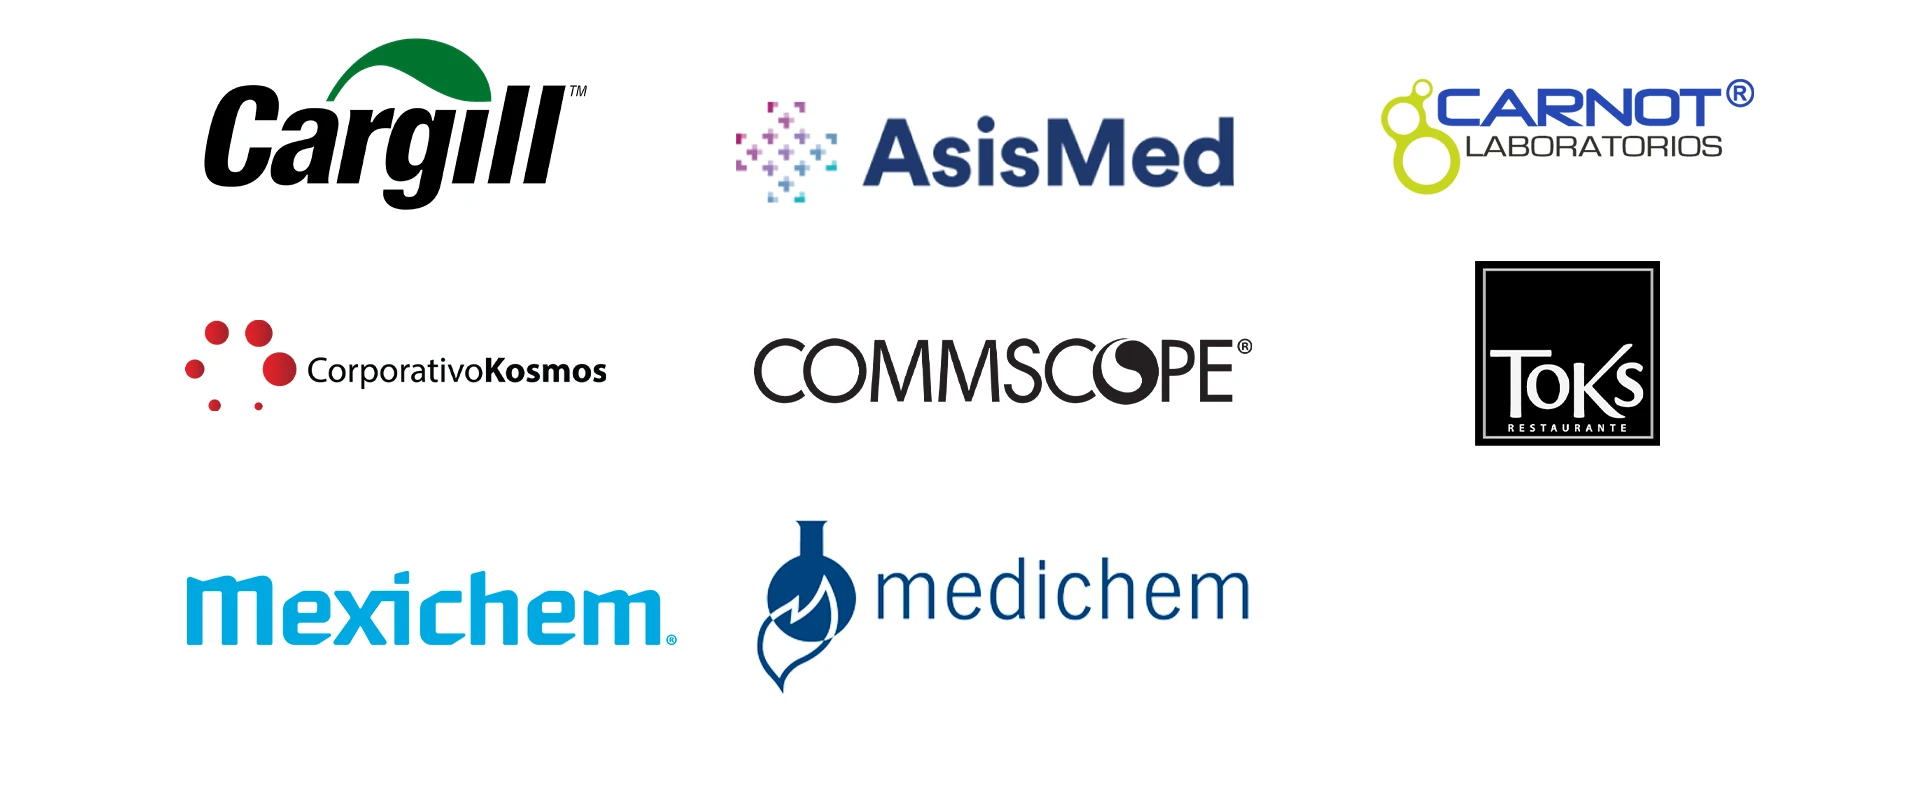 Cargill™
AsisMed
CARNOT®
LABORATORIOS
CorporativoKosmos
COMMSCOPE®
TOKS
RESTAURANTE
Mexichem®
medichem